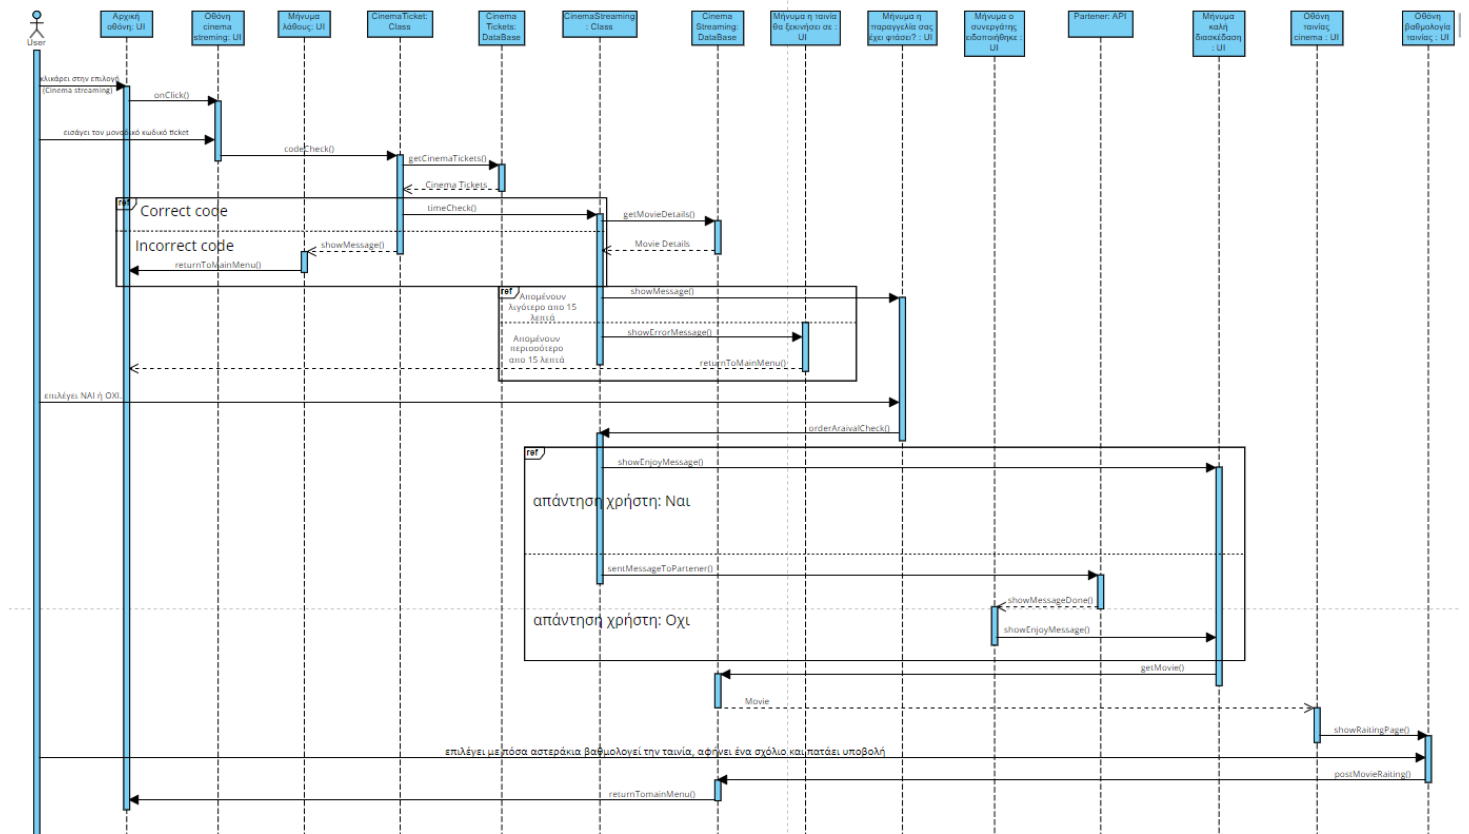 User
Αρχική
οθόνη: UI
Οθόνη
cinema
streming: UI
Μήνυμα
λάθους: UI
CinemaTicket:
Class
Cinema
Tickets:
DataBase
CinemaStreaming
: Class
Cinema
Streaming:
DataBase
Μήνυμα η ταινία
θα ξεκινήσει σε :
UI
Μήνυμα η
παραγγελία σας
έχει φτάσει? : UI
Μήνυμα ο
συνεργάτης
ειδοποιήθηκε :
UI
Partener: API
Μήνυμα
καλή
διασκέδαση
: UI
Οθόνη
ταινίας
cinema : UI
Οθόνη
βαθμολογία
ταινίας : UI
κλικάρει στην επιλογή
(Cinema streaming)
onClick()
εισάγει τον μοναδικό κωδικό ticket
codeCheck()
getCinemaTickets()
Cinema Tickets
ref
Correct code
timeCheck()
getMovieDetails()
Incorrect code
showMessage()
Movie Details
returnToMainMenu()
ref
Απομένουν
λιγότερο απο 15
λεπτά
showMessage()
showErrorMessage()
Απομένουν
περισσότερο
απο 15 λεπτά
returnToMainMenu()
επιλέγει ΝΑΙ ή ΟΧΙ.
orderAraivalCheck()
ref
showEnjoyMessage()
απάντηση χρήστη: Ναι
sentMessageToPartener()
showMessageDone()
απάντηση χρήστη: Οχι
showEnjoyMessage()
getMovie()
Movie
showRaitingPage()
επιλέγει με πόσα αστεράκια βαθμολογεί την ταινία, αφήνει ένα σχόλιο και πατάει υποβολή
postMovieRaiting()
returnTomainMenu()